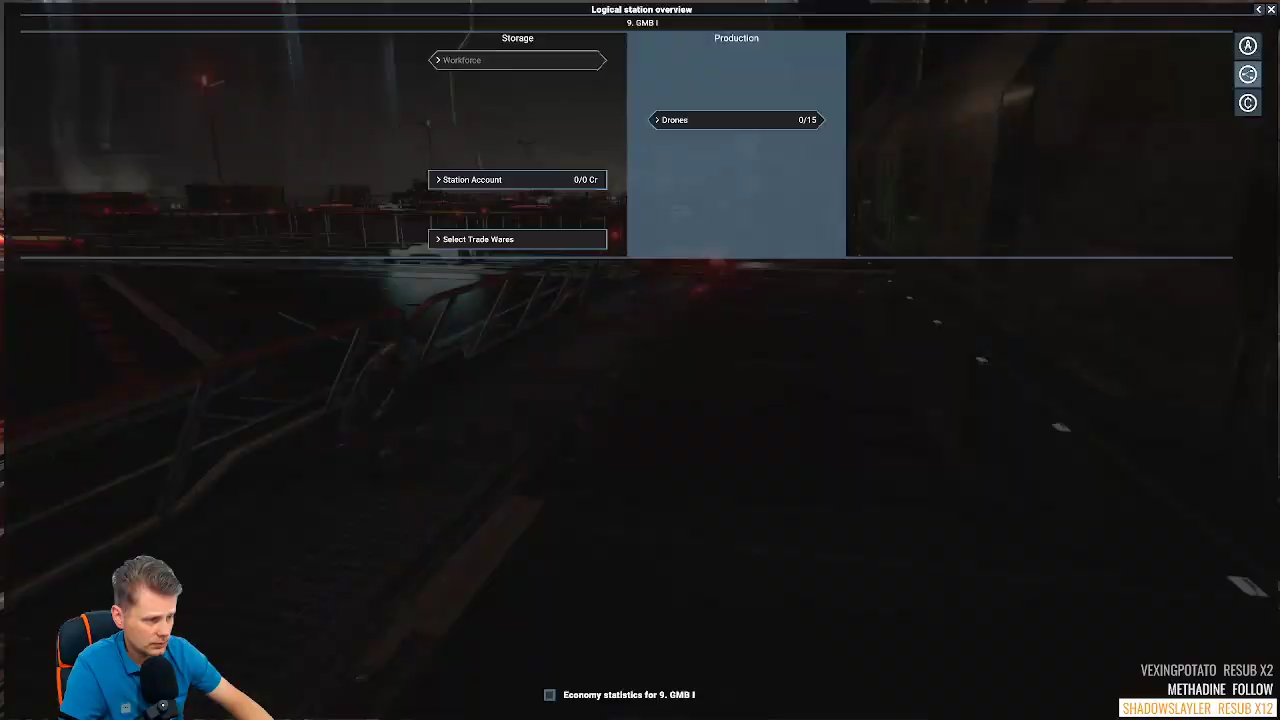 Logical station overview
9. GMB I
Storage
Production
Workforce
Drones 0/15
Station Account 0/0 Cr
Select Trade Wares
A
C
Economy statistics for 9. GMB I
VEXINGPOTATO RESUB X2
METHADINE FOLLOW
SHADOWSLAYLER RESUB X12